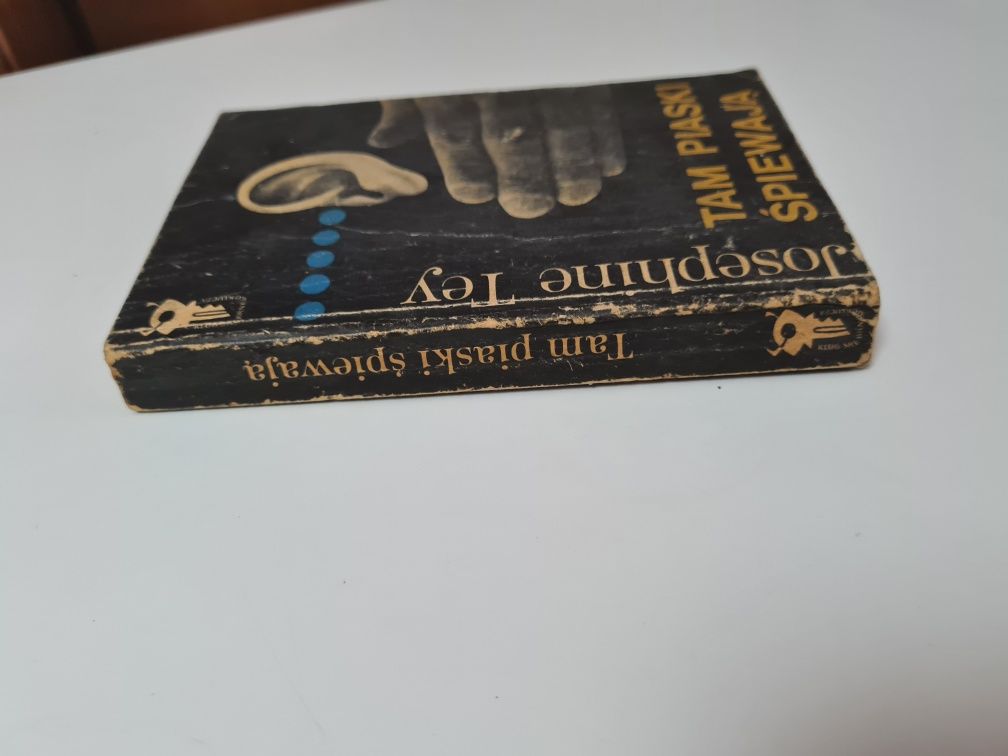 TAM PIASKI
ŚPIEWAJĄ
Josephine Tey
Tam piaski śpiewają